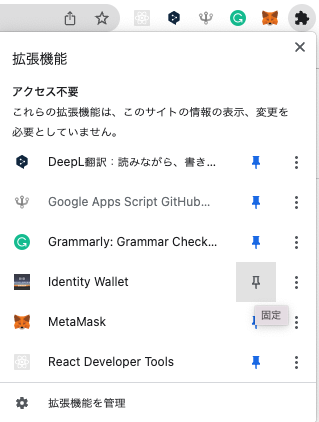 拡張機能
アクセス不要
これらの拡張機能は、このサイトの情報の表示、変更を
必要としていません。
DeepL翻訳：読みながら、書き...
Google Apps Script GitHub...
Grammarly: Grammar Check...
Identity Wallet
固定
MetaMask
React Developer Tools
拡張機能を管理